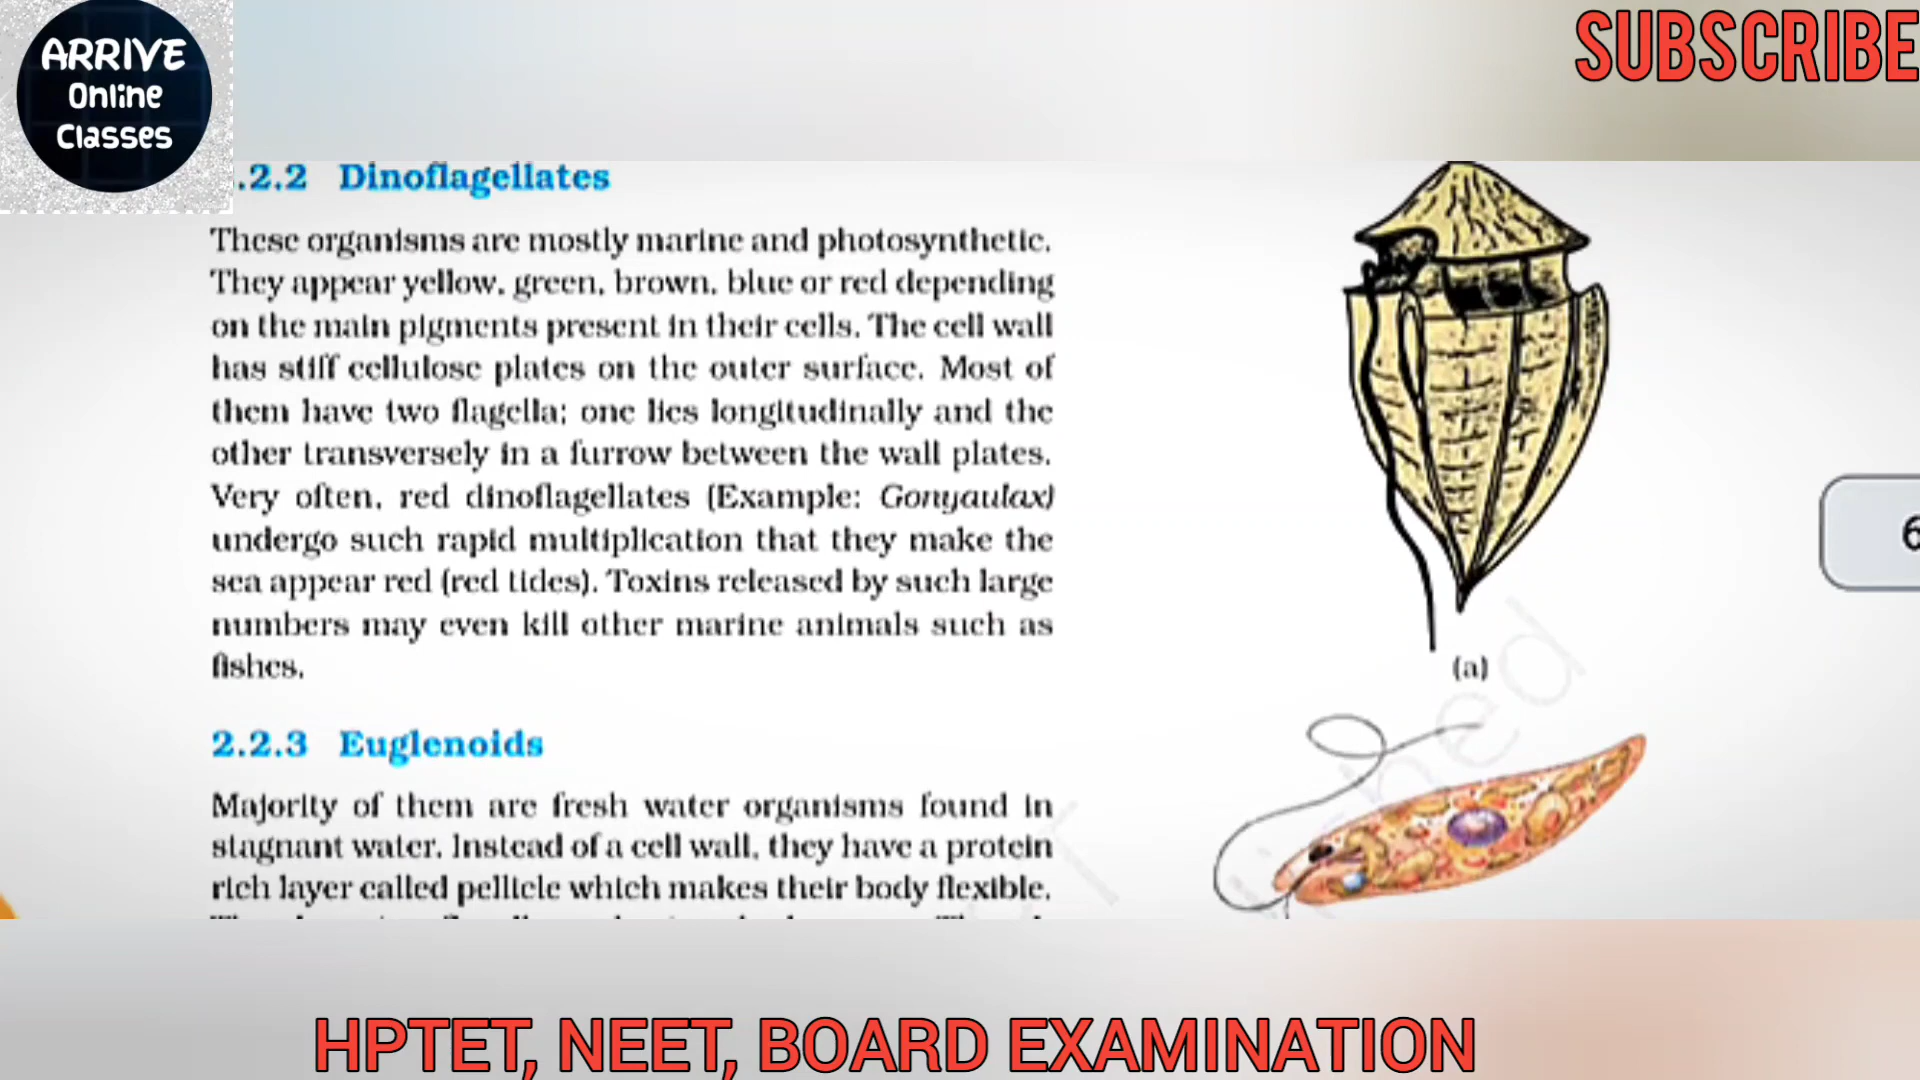 ARRIVE
Online
Classes
SUBSCRIBE
.2.2 Dinoflagellates
These organisms are mostly marine and photosynthetic.
They appear yellow, green, brown, blue or red depending
on the main pigments present in their cells. The cell wall
has stiff cellulose plates on the outer surface. Most of
them have two flagella; one lies longitudinally and the
other transversely in a furrow between the wall plates.
Very often, red dinoflagellates (Example: Gonyaulax)
undergo such rapid multiplication that they make the
sea appear red (red tides). Toxins released by such large
numbers may even kill other marine animals such as
fishes.
(a)
6
2.2.3 Euglenoids
Majority of them are fresh water organisms found in
stagnant water. Instead of a cell wall, they have a protein
rich layer called pellicle which makes their body flexible.
HPTET, NEET, BOARD EXAMINATION